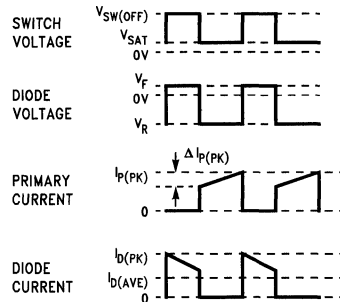 SWITCH
VOLTAGE
V_SW(OFF)
V_SAT
0V
DIODE
VOLTAGE
V_F
0V
V_R
PRIMARY
CURRENT
I_P(PK)
Δ I_P(PK)
0
DIODE
CURRENT
I_D(PK)
I_D(AVE)
0